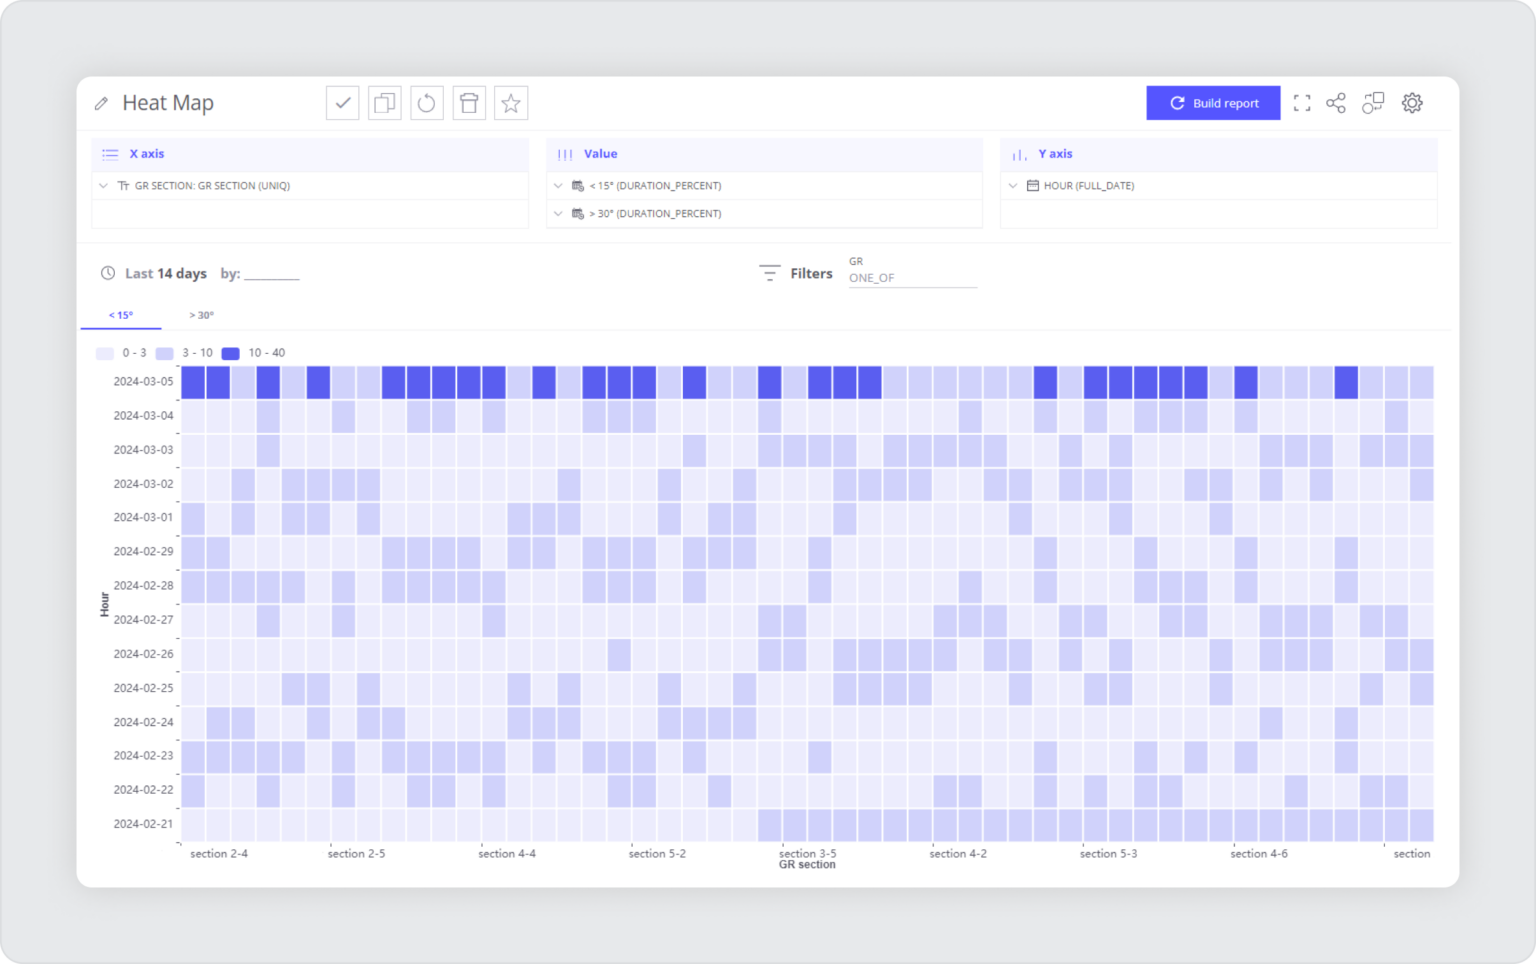 Heat Map
Build report
X axis
Value
Y axis
GR SECTION: GR SECTION (UNIQ)
< 15° (DURATION_PERCENT)
HOUR (FULL_DATE)
> 30° (DURATION_PERCENT)
Last 14 days by:
Filters
GR
ONE_OF
< 15°
> 30°
0 - 3
3 - 10
10 - 40
2024-03-05
2024-03-04
2024-03-03
2024-03-02
2024-03-01
2024-02-29
2024-02-28
2024-02-27
2024-02-26
2024-02-25
2024-02-24
2024-02-23
2024-02-22
2024-02-21
Hour
section 2-4
section 2-5
section 4-4
section 5-2
section 3-5
section 4-2
section 5-3
section 4-6
section
GR section